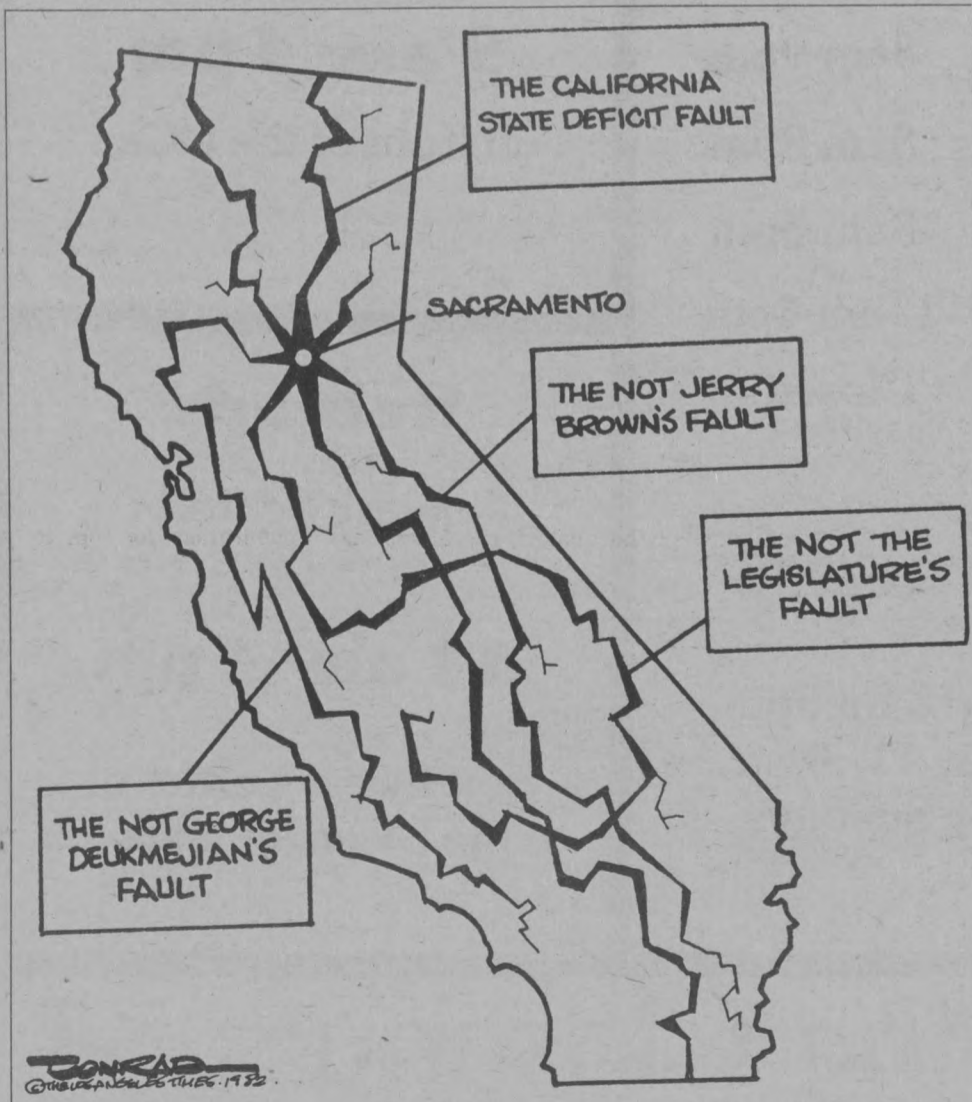 THE CALIFORNIA
STATE DEFICIT FAULT
SACRAMENTO
THE NOT JERRY
BROWN'S FAULT
THE NOT THE
LEGISLATURE'S
FAULT
THE NOT GEORGE
DEUKMEJIAN'S
FAULT
CONRAD
© THE LOS ANGELES TIMES. 1982.